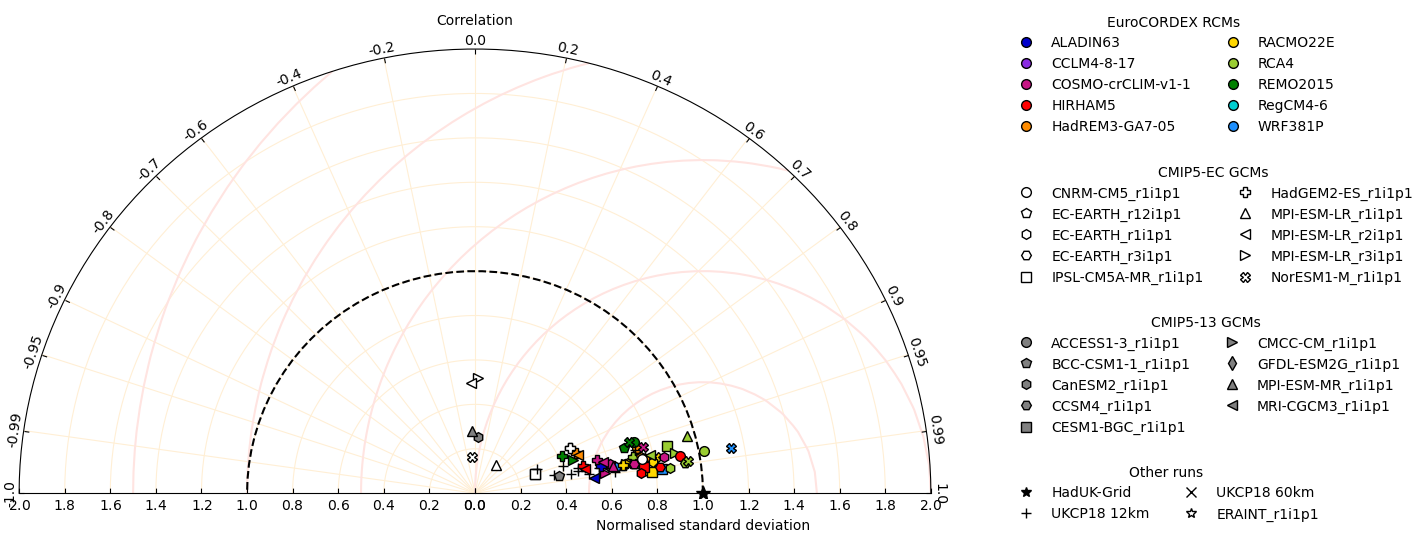 Correlation
0.0
-0.2
0.2
-0.4
0.4
-0.6
0.6
-0.7
0.7
-0.8
0.8
-0.9
0.9
-0.95
0.95
-0.99
0.99
-1.0
1.0
2.0 1.8 1.6 1.4 1.2 1.0 0.8 0.6 0.4 0.2 0.0 0.2 0.4 0.6 0.8 1.0 1.2 1.4 1.6 1.8 2.0
Normalised standard deviation
EuroCORDEX RCMs
ALADIN63 RACMO22E
CCLM4-8-17 RCA4
COSMO-crCLIM-v1-1 REMO2015
HIRHAM5 RegCM4-6
HadREM3-GA7-05 WRF381P
CMIP5-EC GCMs
CNRM-CM5_r1i1p1 HadGEM2-ES_r1i1p1
EC-EARTH_r12i1p1 MPI-ESM-LR_r1i1p1
EC-EARTH_r1i1p1 MPI-ESM-LR_r2i1p1
EC-EARTH_r3i1p1 MPI-ESM-LR_r3i1p1
IPSL-CM5A-MR_r1i1p1 NorESM1-M_r1i1p1
CMIP5-13 GCMs
ACCESS1-3_r1i1p1 CMCC-CM_r1i1p1
BCC-CSM1-1_r1i1p1 GFDL-ESM2G_r1i1p1
CanESM2_r1i1p1 MPI-ESM-MR_r1i1p1
CCSM4_r1i1p1 MRI-CGCM3_r1i1p1
CESM1-BGC_r1i1p1
Other runs
HadUK-Grid UKCP18 60km
UKCP18 12km ERAINT_r1i1p1